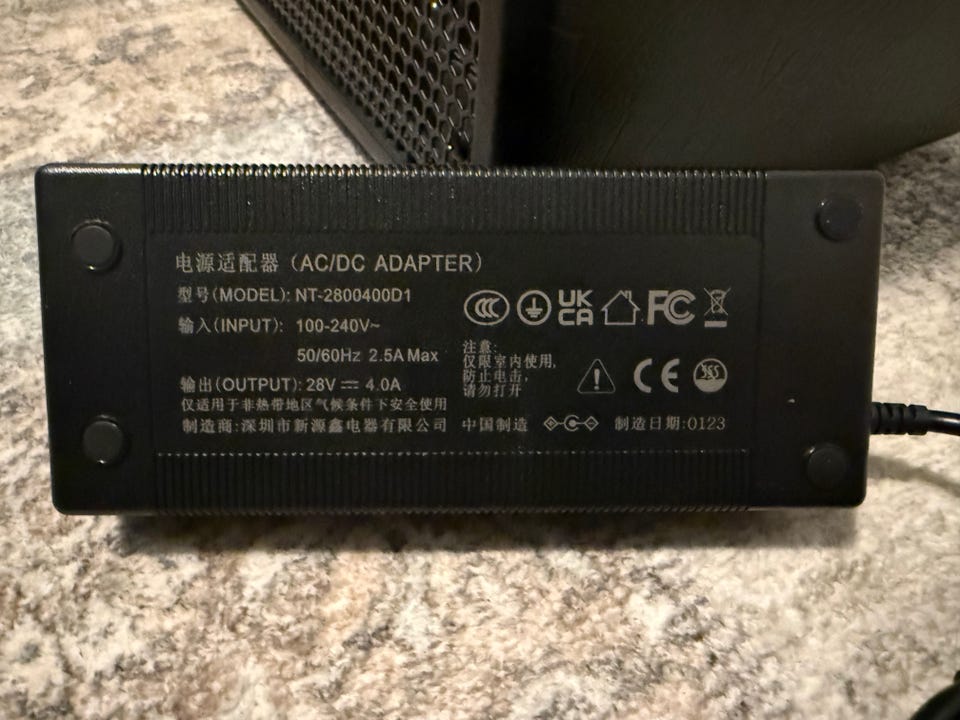 电源适配器（AC/DC ADAPTER）
型号(MODEL): NT-2800400D1
输入(INPUT): 100-240V~
50/60Hz 2.5A Max
输出(OUTPUT): 28V ⎓ 4.0A
仅适用于非热带地区气候条件下安全使用
制造商:深圳市新源鑫电器有限公司
UK
CA
FC
注意:
仅限室内使用,
防止电击,
请勿打开
CE
中国制造
制造日期:0123